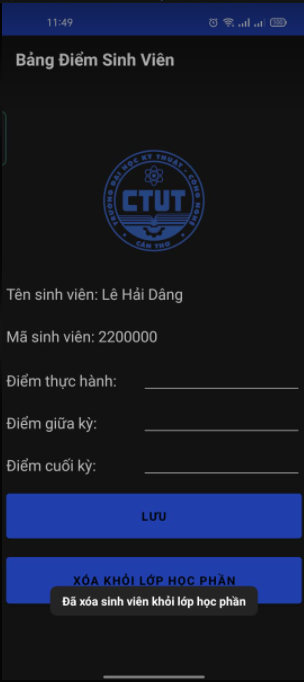 11:49
Bảng Điểm Sinh Viên
TRƯỜNG ĐẠI HỌC KỸ THUẬT - CÔNG NGHỆ
CTUT
CẦN THƠ
Tên sinh viên: Lê Hải Dâng
Mã sinh viên: 2200000
Điểm thực hành:
Điểm giữa kỳ:
Điểm cuối kỳ:
LƯU
XÓA KHỎI LỚP HỌC PHẦN
Đã xóa sinh viên khỏi lớp học phần